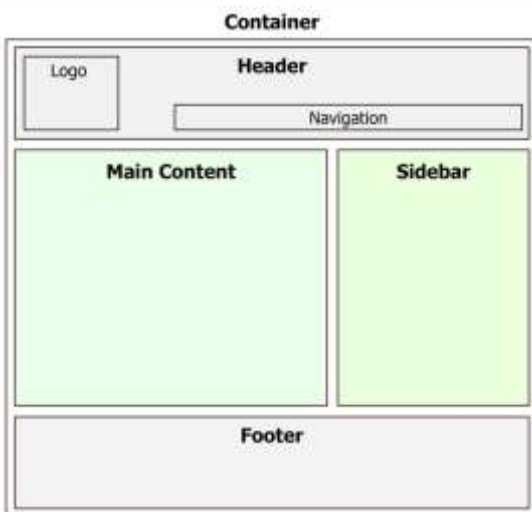 Container
Header
Logo
Navigation
Main Content
Sidebar
Footer